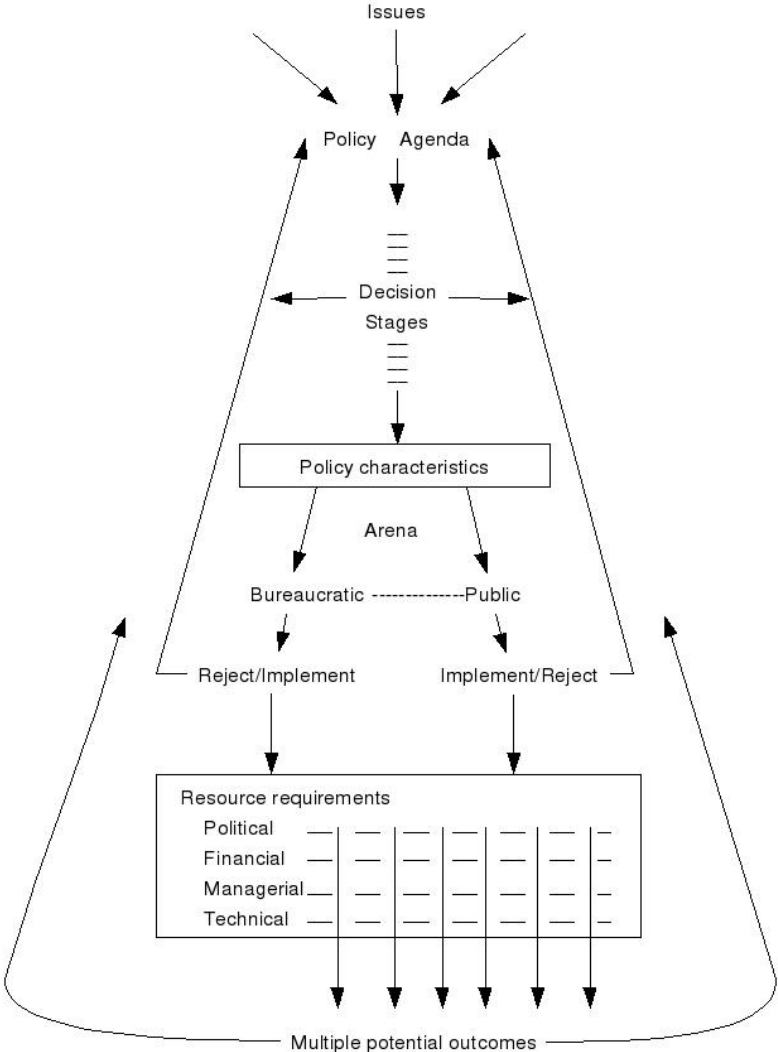 Issues
Policy Agenda
Decision
Stages
Policy characteristics
Arena
Bureaucratic --------------Public
Reject/Implement Implement/Reject
Resource requirements
Political
Financial
Managerial
Technical
Multiple potential outcomes